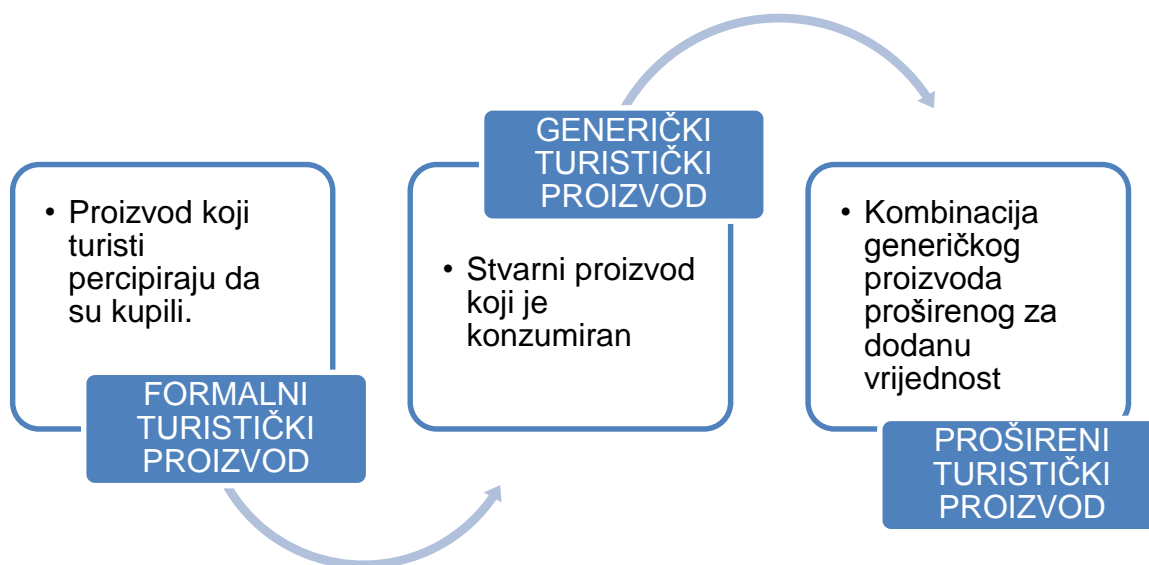 • Proizvod koji
turisti
percipiraju da
su kupili.
FORMALNI
TURISTIČKI
PROIZVOD
GENERIČKI
TURISTIČKI
PROIZVOD
• Stvarni proizvod
koji je
konzumiran
• Kombinacija
generičkog
proizvoda
proširenog za
dodanu
vrijednost
PROŠIRENI
TURISTIČKI
PROIZVOD